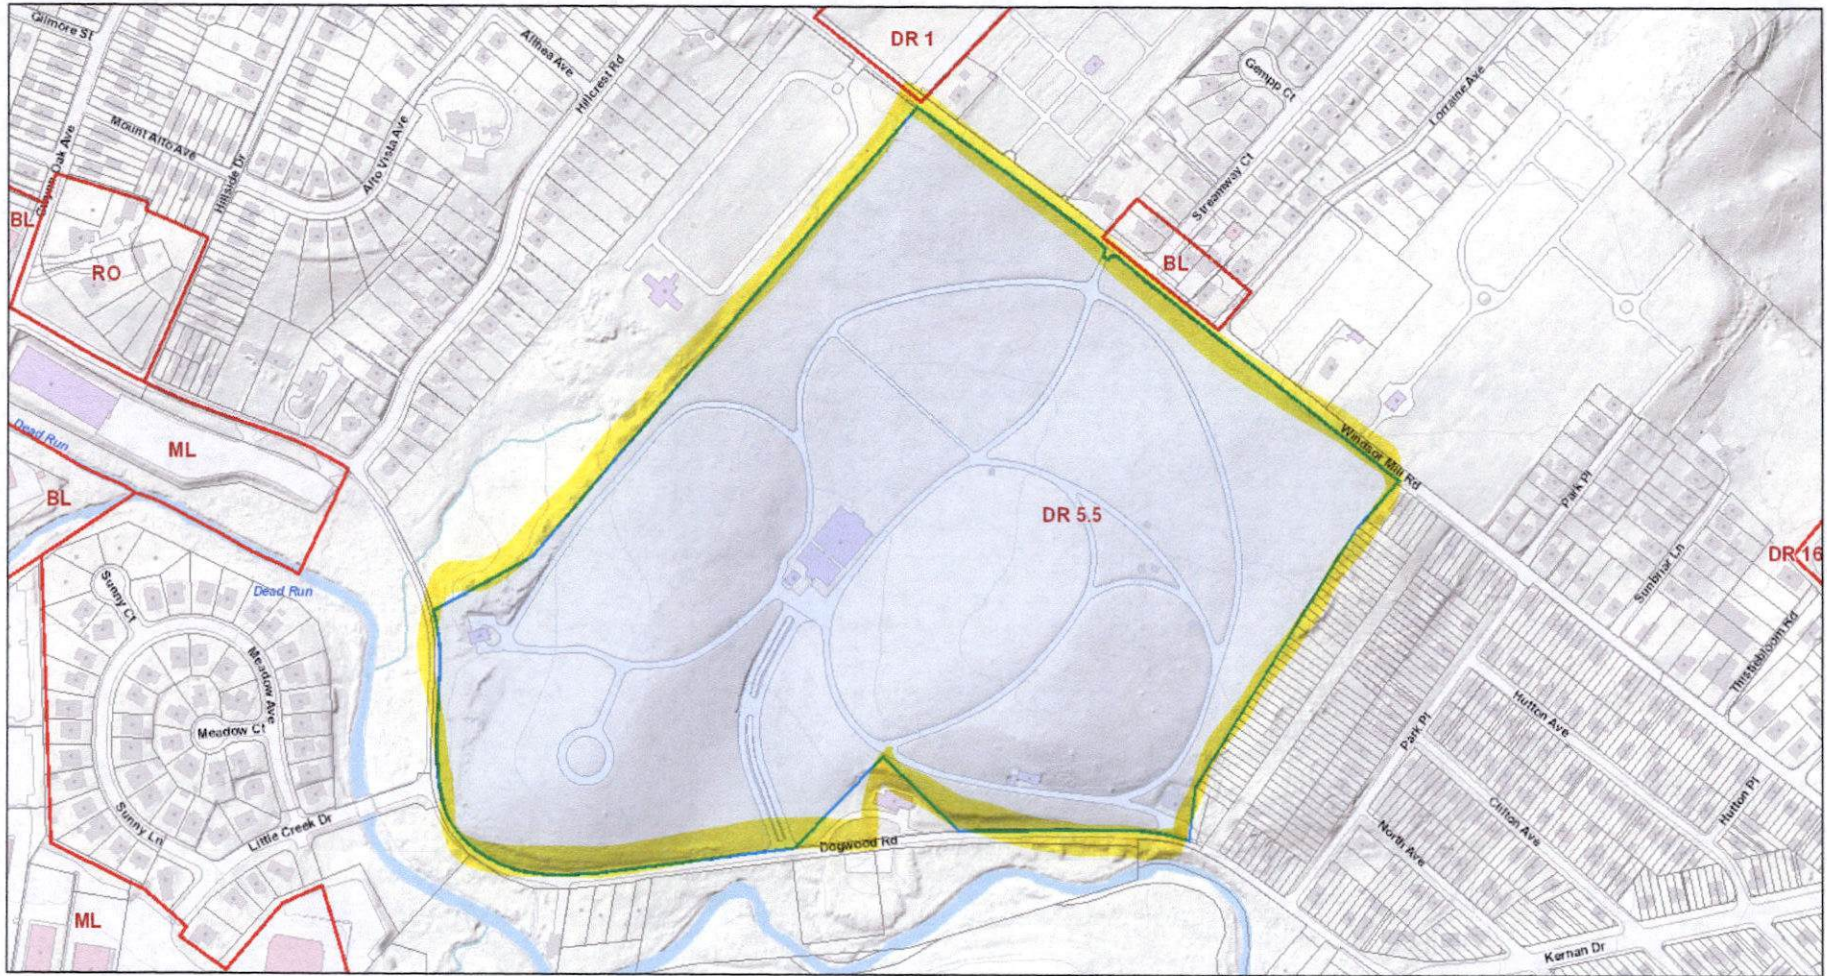 Gilmore St
Althea Ave
Hillcrest Rd
DR 1
Gempp Ct
Lorraine Ave
Mount Alto Ave
Gwynn Oak Ave
Hillside Dr
Alto Vista Ave
Streamway Ct
BL
RO
BL
Dead Run
ML
BL
Windsor Mill Rd
DR 5.5
Park Pl
Sunbriar Ln
DR 16
Thistlebloom Rd
Sunny Ct
Dead Run
Meadow Ave
Meadow Ct
Hutton Ave
Park Pl
Hutton Pl
Clifton Ave
North Ave
Sunny Ln
Little Creek Dr
Dogwood Rd
ML
Kernan Dr